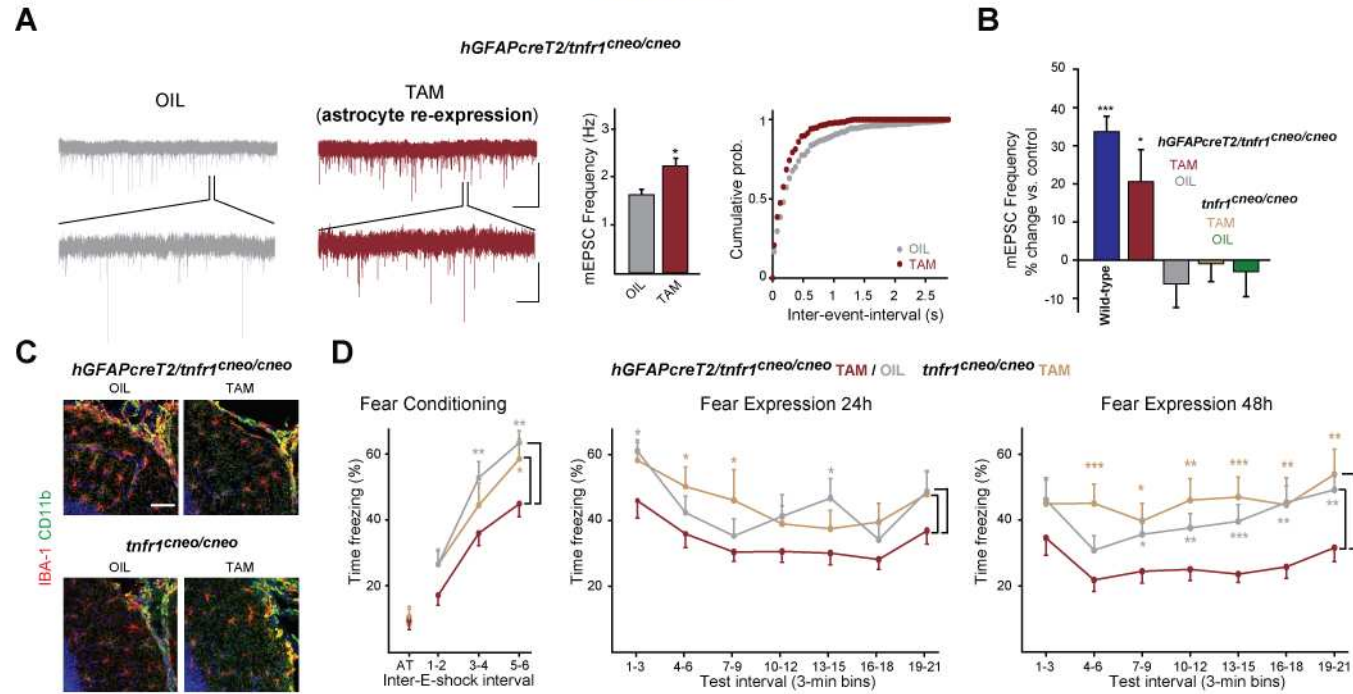 A
hGFAPcreT2/tnfr1cneo/cneo
OIL
TAM
(astrocyte re-expression)
mEPSC Frequency (Hz)
3
2
1
*
OIL
TAM
Cumulative prob.
1
0.5
0
OIL
TAM
0 0.5 1 1.5 2 2.5
Inter-event-interval (s)
B
mEPSC Frequency
% change vs. control
50
40
30
20
10
0
-10
***
*
hGFAPcreT2/tnfr1cneo/cneo
TAM
OIL
tnfr1cneo/cneo
TAM
OIL
Wild-type
C
hGFAPcreT2/tnfr1cneo/cneo
OIL TAM
tnfr1cneo/cneo
OIL TAM
IBA-1 CD11b
D
hGFAPcreT2/tnfr1cneo/cneo TAM / OIL tnfr1cneo/cneo TAM
Fear Conditioning
Time freezing (%)
60
40
20
**
**
*
AT 1-2 3-4 5-6
Inter-E-shock interval
Fear Expression 24h
Time freezing (%)
60
40
20
* * * *
1-3 4-6 7-9 10-12 13-15 16-18 19-21
Test interval (3-min bins)
Fear Expression 48h
Time freezing (%)
60
40
20
*** * ** *** ** **
* ** *** ** **
1-3 4-6 7-9 10-12 13-15 16-18 19-21
Test interval (3-min bins)